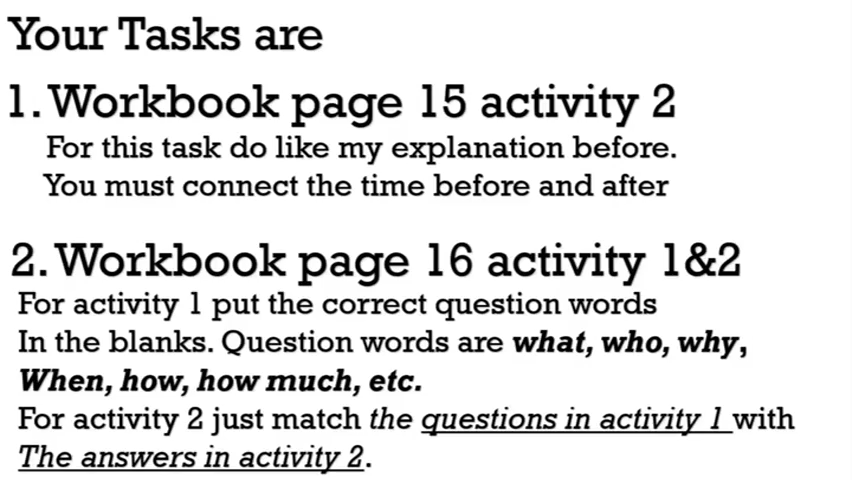 Your Tasks are
1. Workbook page 15 activity 2
For this task do like my explanation before.
You must connect the time before and after
2. Workbook page 16 activity 1&2
For activity 1 put the correct question words
In the blanks. Question words are what, who, why,
When, how, how much, etc.
For activity 2 just match the questions in activity 1 with
The answers in activity 2.